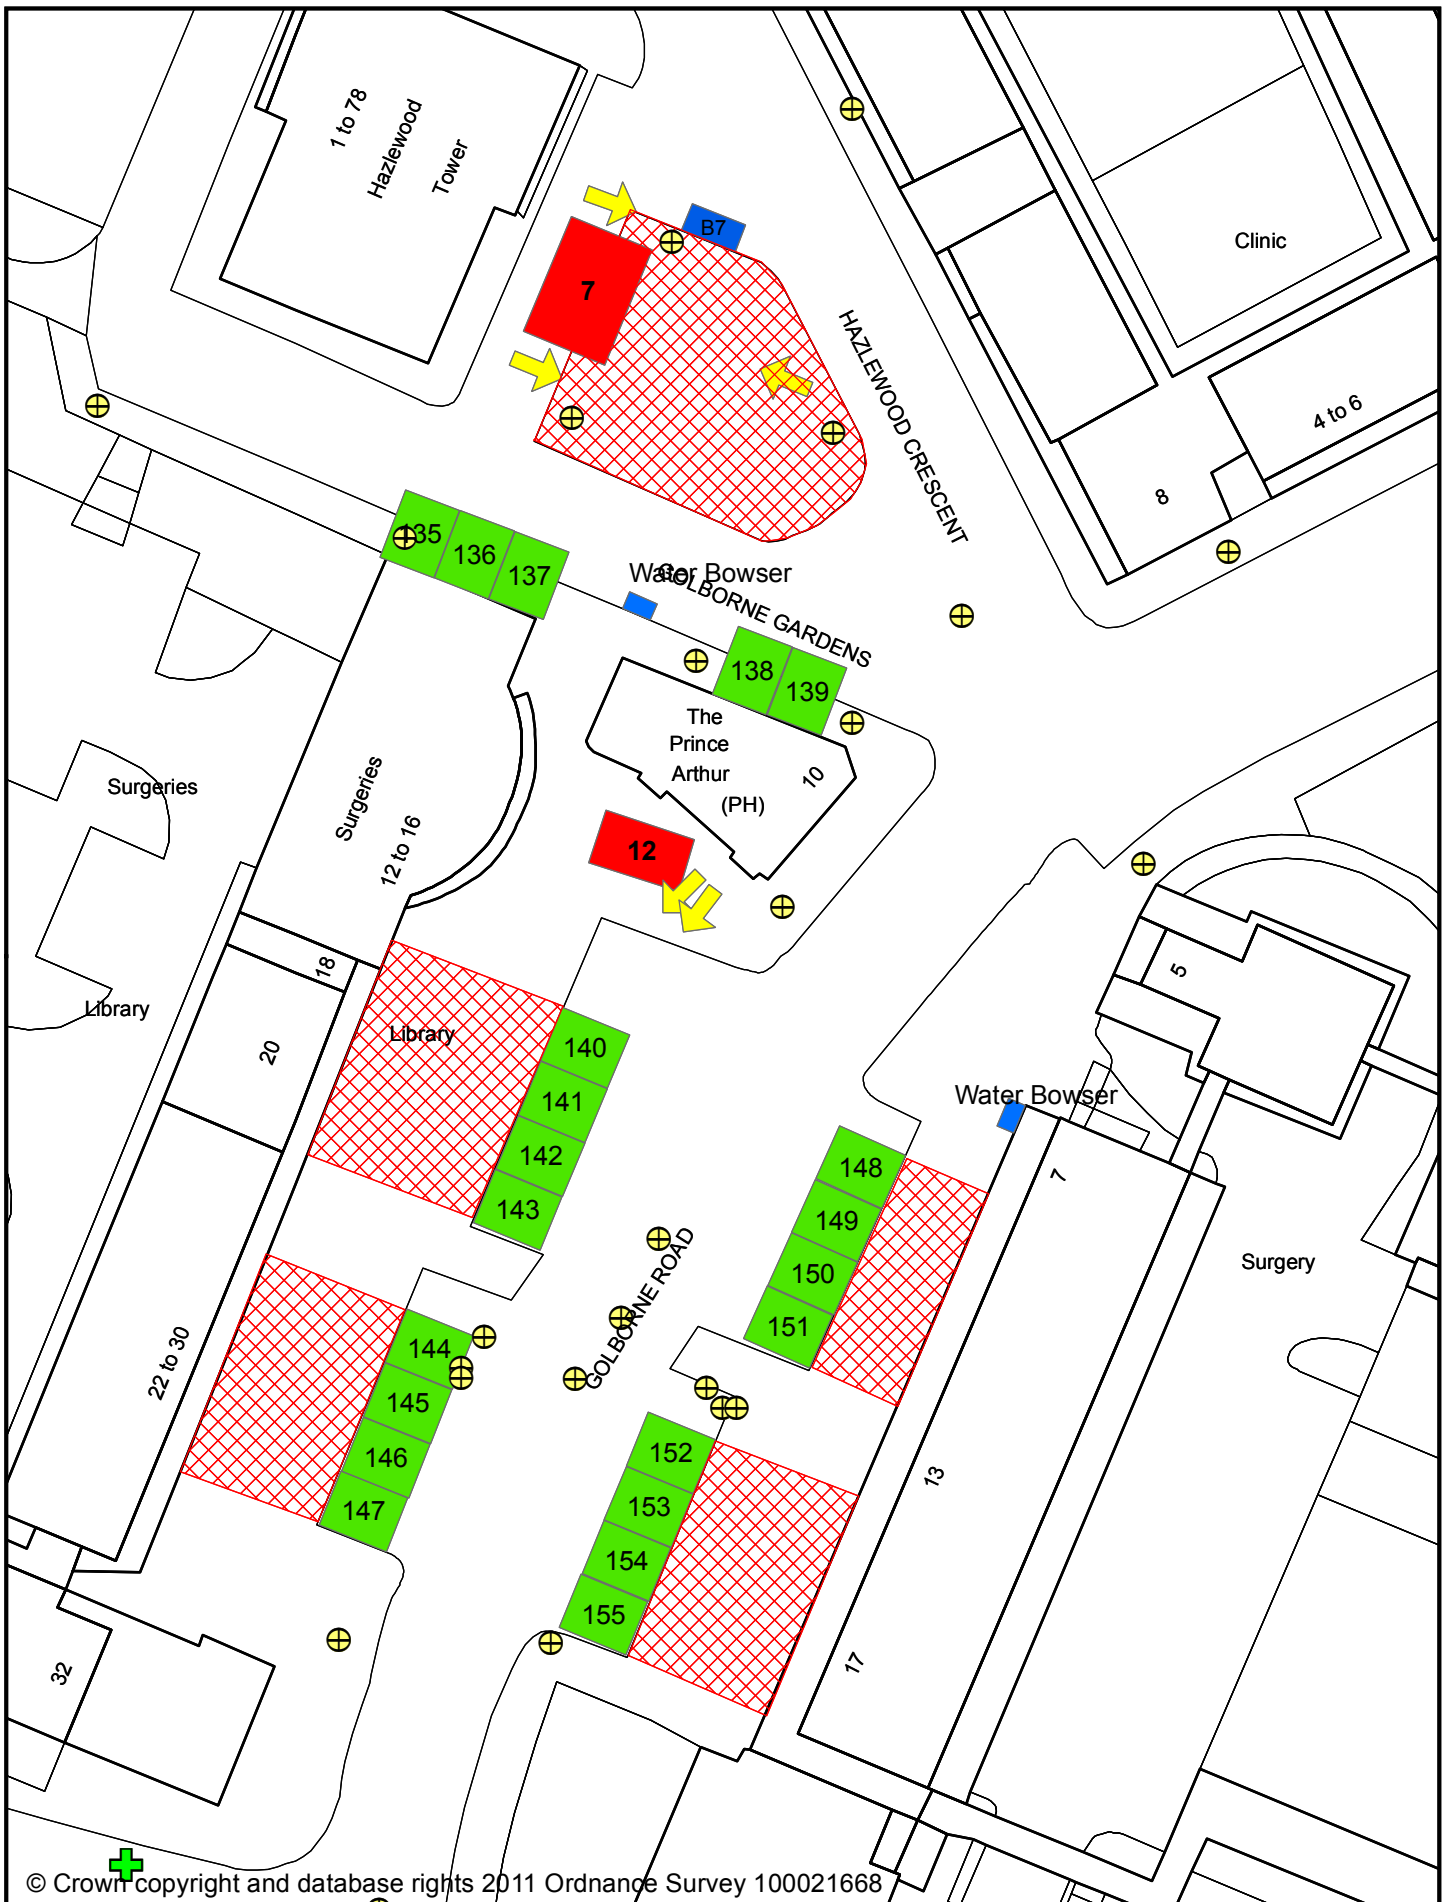 1 to 78
Hazlewood
Tower
B7
7
Clinic
HAZLEWOOD CRESCENT
4 to 6
8
135
136
137
Water Bowser
GOLBORNE GARDENS
138
139
The
Prince
Arthur
(PH)
10
Surgeries
Surgeries
12 to 16
12
5
18
Library
20
Library
140
141
142
143
Water Bowser
7
148
149
150
151
Surgery
GOLBORNE ROAD
22 to 30
144
145
146
147
13
152
153
154
155
17
32
© Crown copyright and database rights 2011 Ordnance Survey 100021668